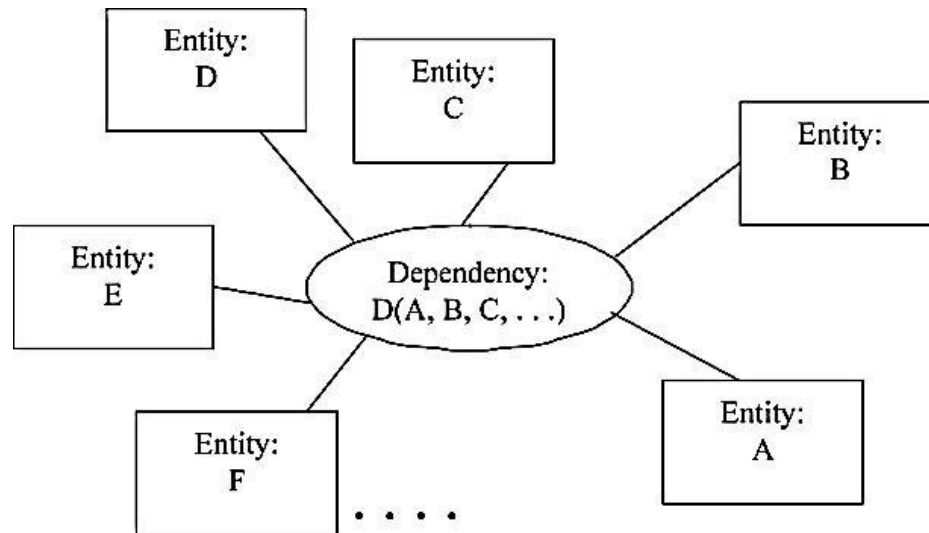 Entity:
D
Entity:
C
Entity:
B
Entity:
E
Dependency:
D(A, B, C, . . .)
Entity:
A
Entity:
F
. . . .